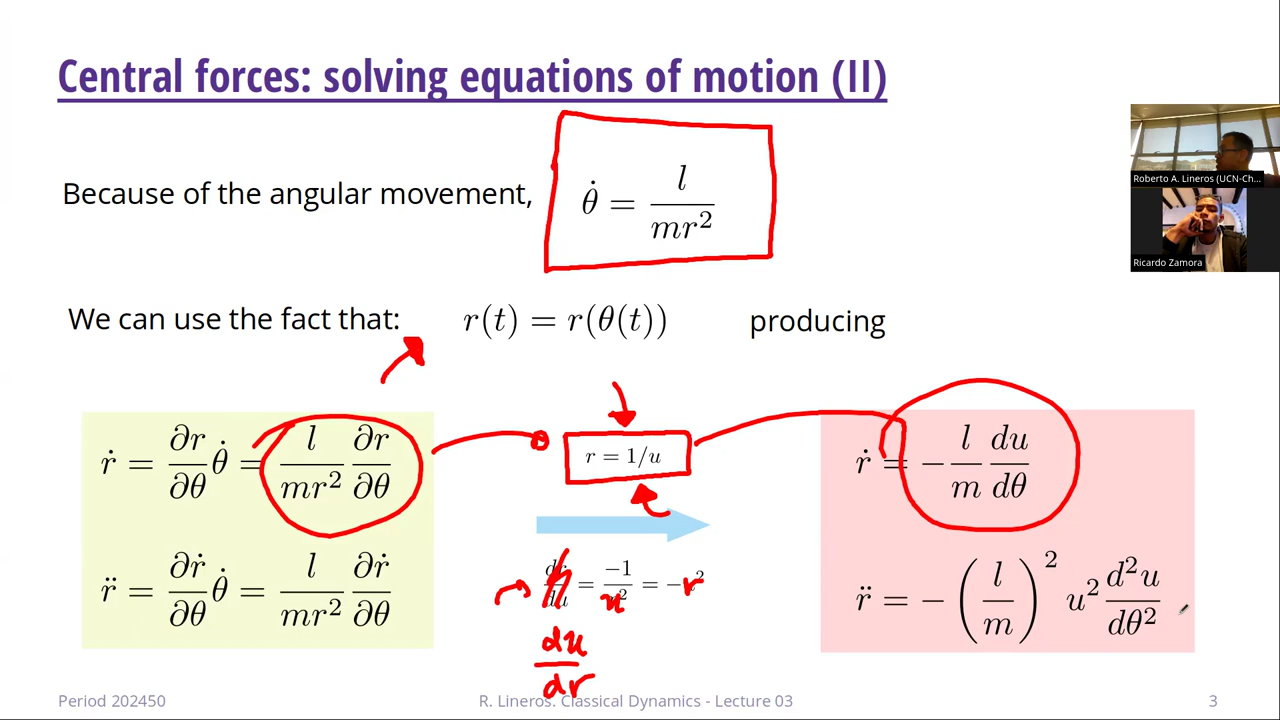 Central forces: solving equations of motion (II)
Because of the angular movement, θ̇ = l / mr²
We can use the fact that: r(t) = r(θ(t)) producing
ṙ = ∂r/∂θ θ̇ = l/mr² ∂r/∂θ
r = 1/u
ṙ = − l/m du/dθ
r̈ = ∂ṙ/∂θ θ̇ = l/mr² ∂ṙ/∂θ
= −1/u² = −r²
r̈ = −(l/m)² u² d²u/dθ²
du/dr
Roberto A. Lineros (UCN-Ch...
Ricardo Zamora
Period 202450
R. Lineros. Classical Dynamics - Lecture 03
3